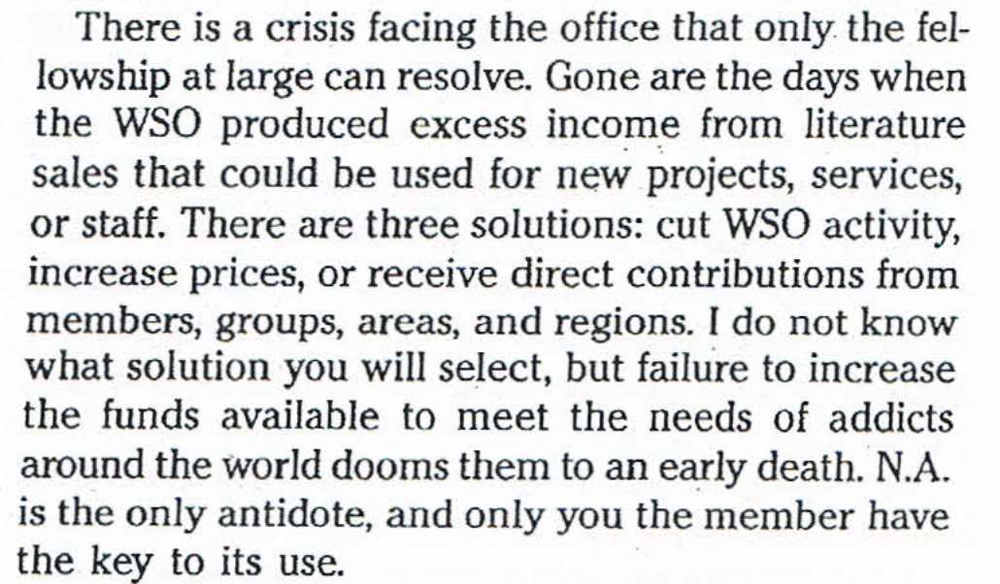 There is a crisis facing the office that only the fel-
lowship at large can resolve. Gone are the days when
the WSO produced excess income from literature
sales that could be used for new projects, services,
or staff. There are three solutions: cut WSO activity,
increase prices, or receive direct contributions from
members, groups, areas, and regions. I do not know
what solution you will select, but failure to increase
the funds available to meet the needs of addicts
around the world dooms them to an early death. N.A.
is the only antidote, and only you the member have
the key to its use.